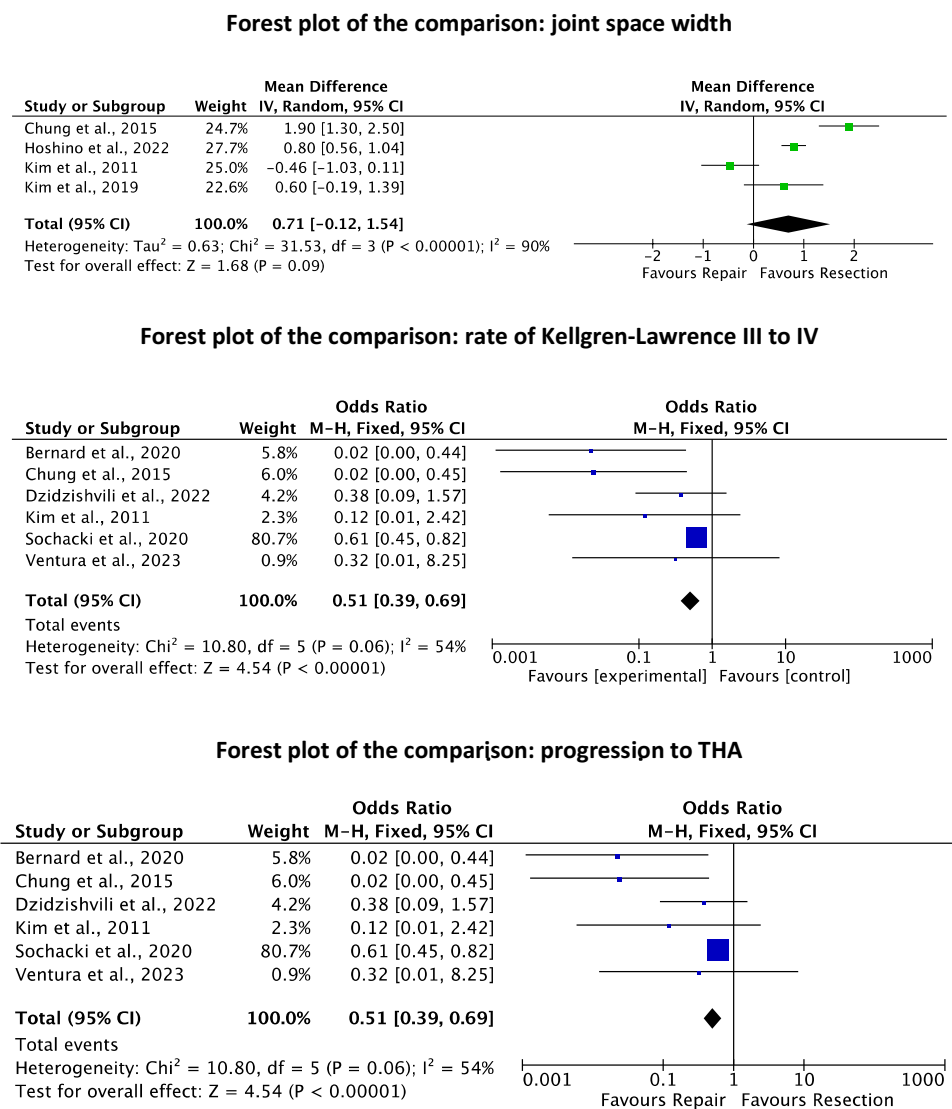 Forest plot of the comparison: joint space width
Mean Difference Mean Difference
Study or Subgroup Weight IV, Random, 95% CI IV, Random, 95% CI
Chung et al., 2015 24.7% 1.90 [1.30, 2.50]
Hoshino et al., 2022 27.7% 0.80 [0.56, 1.04]
Kim et al., 2011 25.0% −0.46 [−1.03, 0.11]
Kim et al., 2019 22.6% 0.60 [−0.19, 1.39]
Total (95% CI) 100.0% 0.71 [−0.12, 1.54]
Heterogeneity: Tau² = 0.63; Chi² = 31.53, df = 3 (P < 0.00001); I² = 90%
Test for overall effect: Z = 1.68 (P = 0.09)
−2 −1 0 1 2
Favours Repair Favours Resection
Forest plot of the comparison: rate of Kellgren-Lawrence III to IV
Odds Ratio Odds Ratio
Study or Subgroup Weight M−H, Fixed, 95% CI M−H, Fixed, 95% CI
Bernard et al., 2020 5.8% 0.02 [0.00, 0.44]
Chung et al., 2015 6.0% 0.02 [0.00, 0.45]
Dzidzishvili et al., 2022 4.2% 0.38 [0.09, 1.57]
Kim et al., 2011 2.3% 0.12 [0.01, 2.42]
Sochacki et al., 2020 80.7% 0.61 [0.45, 0.82]
Ventura et al., 2023 0.9% 0.32 [0.01, 8.25]
Total (95% CI) 100.0% 0.51 [0.39, 0.69]
Total events
Heterogeneity: Chi² = 10.80, df = 5 (P = 0.06); I² = 54%
Test for overall effect: Z = 4.54 (P < 0.00001)
0.001 0.1 1 10 1000
Favours [experimental] Favours [control]
Forest plot of the comparison: progression to THA
Odds Ratio Odds Ratio
Study or Subgroup Weight M−H, Fixed, 95% CI M−H, Fixed, 95% CI
Bernard et al., 2020 5.8% 0.02 [0.00, 0.44]
Chung et al., 2015 6.0% 0.02 [0.00, 0.45]
Dzidzishvili et al., 2022 4.2% 0.38 [0.09, 1.57]
Kim et al., 2011 2.3% 0.12 [0.01, 2.42]
Sochacki et al., 2020 80.7% 0.61 [0.45, 0.82]
Ventura et al., 2023 0.9% 0.32 [0.01, 8.25]
Total (95% CI) 100.0% 0.51 [0.39, 0.69]
Total events
Heterogeneity: Chi² = 10.80, df = 5 (P = 0.06); I² = 54%
Test for overall effect: Z = 4.54 (P < 0.00001)
0.001 0.1 1 10 1000
Favours Repair Favours Resection